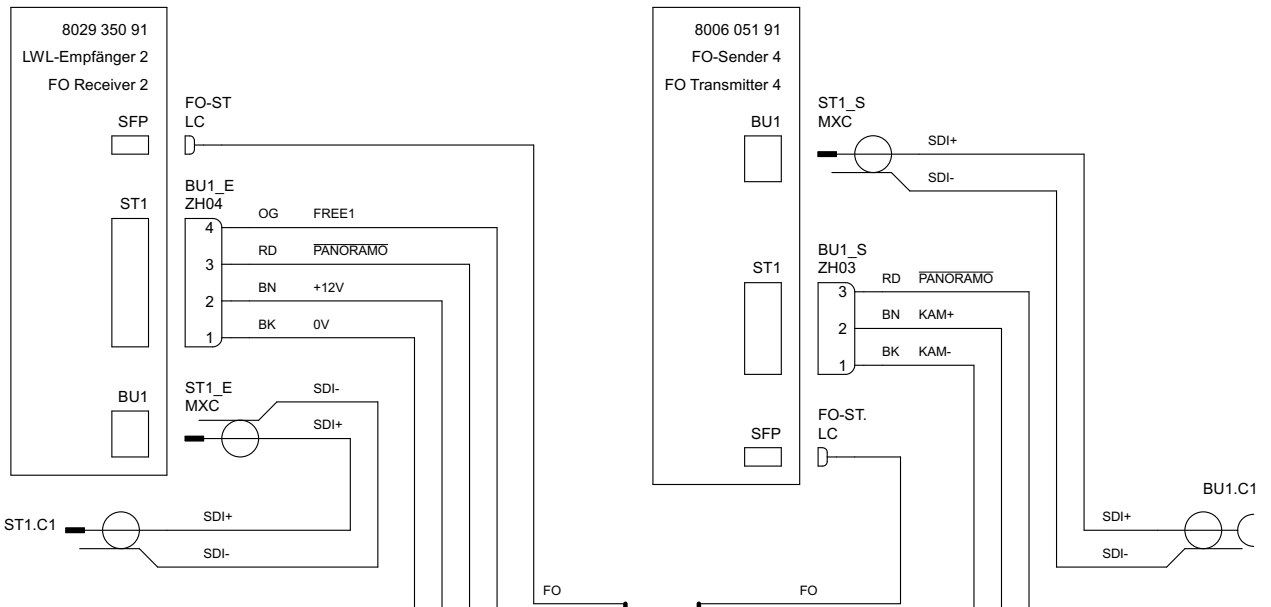 8029 350 91
LWL-Empfänger 2
FO Receiver 2
SFP
FO-ST
LC
ST1
BU1_E
ZH04
4 OG FREE1
3 RD PANORAMO
2 BN +12V
1 BK 0V
BU1
ST1_E
MXC
SDI-
SDI+
ST1.C1
SDI+
SDI-
FO
8006 051 91
FO-Sender 4
FO Transmitter 4
BU1
ST1_S
MXC
SDI+
SDI-
ST1
BU1_S
ZH03
3 RD PANORAMO
2 BN KAM+
1 BK KAM-
SFP
FO-ST.
LC
BU1.C1
SDI+
SDI-
FO